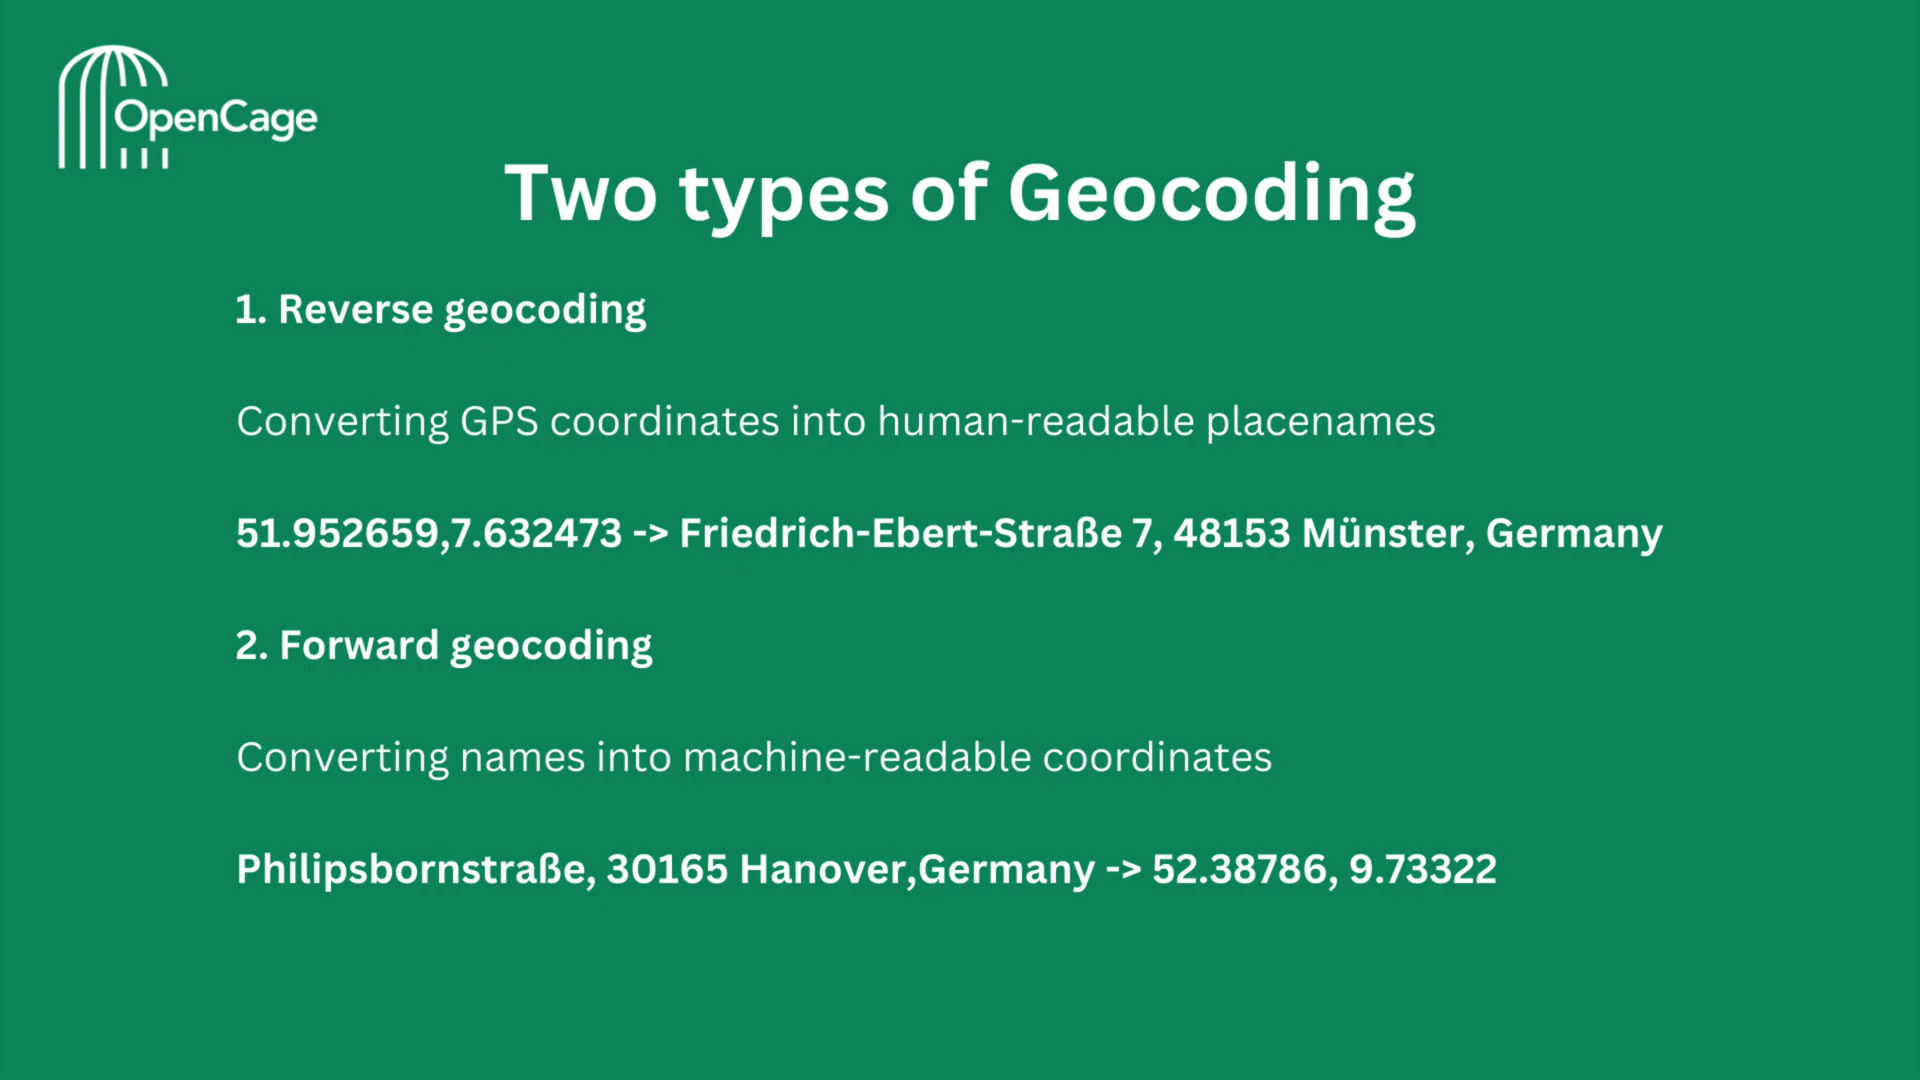 OpenCage
Two types of Geocoding
1. Reverse geocoding
Converting GPS coordinates into human-readable placenames
51.952659,7.632473 -> Friedrich-Ebert-Straße 7, 48153 Münster, Germany
2. Forward geocoding
Converting names into machine-readable coordinates
Philipsbornstraße, 30165 Hanover,Germany -> 52.38786, 9.73322